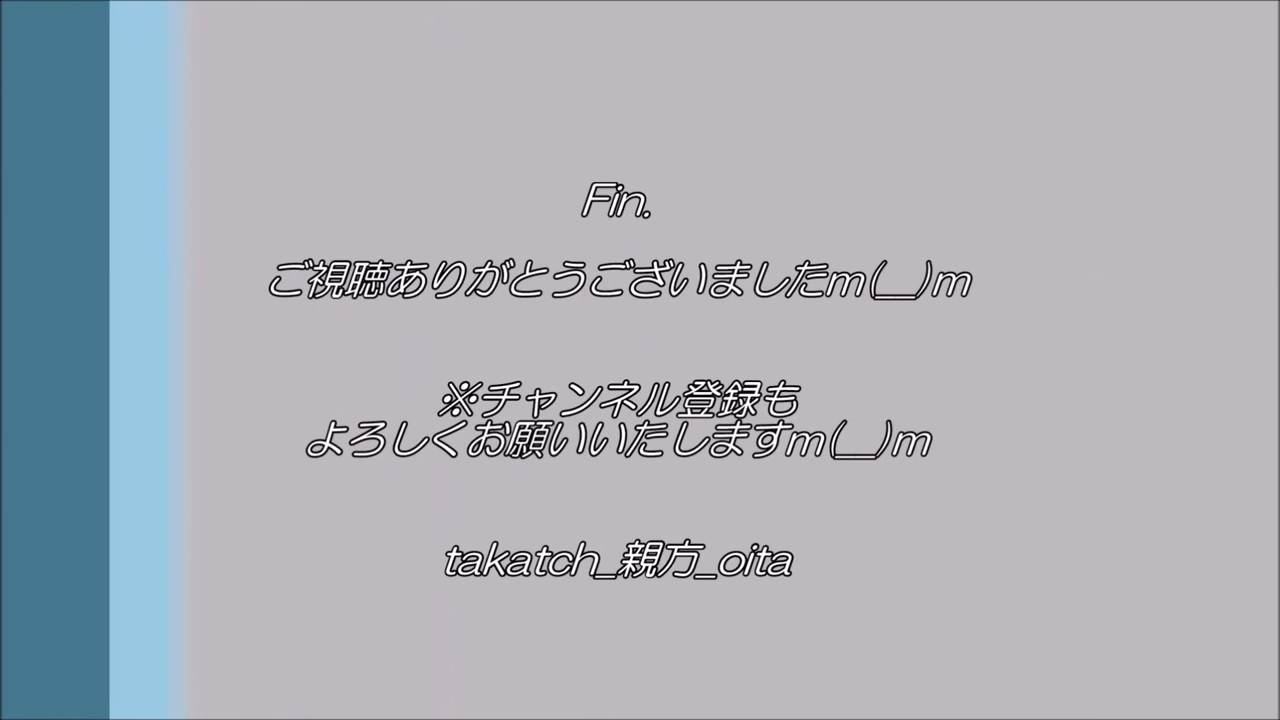 Fin.
ご視聴ありがとうございましたm(__)m
※チャンネル登録も
よろしくお願いいたしますm(__)m
takatch_親方_oita